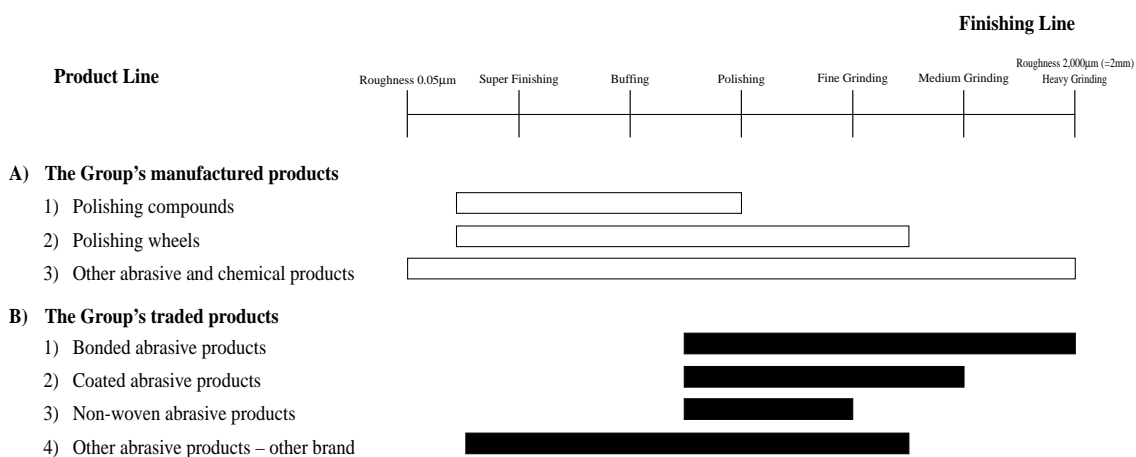 Finishing Line
Product Line
Roughness 0.05μm Super Finishing Buffing Polishing Fine Grinding Medium Grinding Roughness 2,000μm (=2mm)
Heavy Grinding
A) The Group's manufactured products
1) Polishing compounds
2) Polishing wheels
3) Other abrasive and chemical products
B) The Group's traded products
1) Bonded abrasive products
2) Coated abrasive products
3) Non-woven abrasive products
4) Other abrasive products – other brand